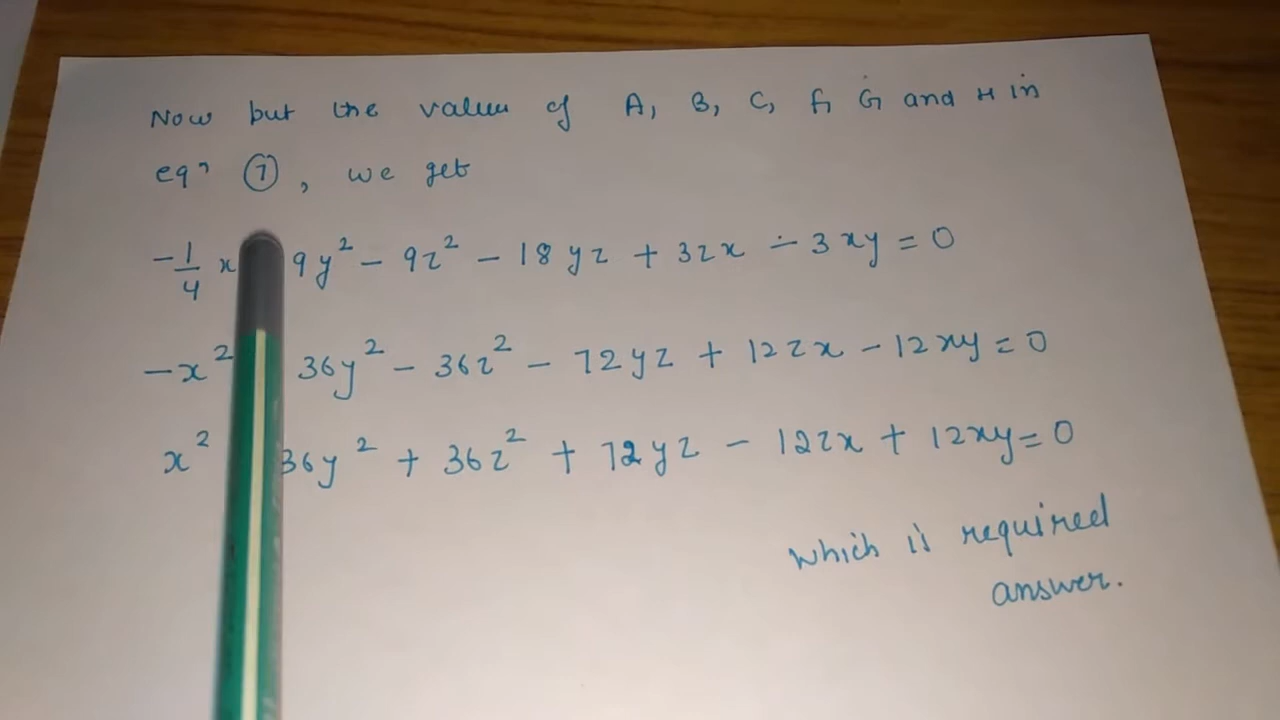 Now but the value of A, B, C, F, G and H in
eqn ⑦, we get
-1/4 x 9y² - 9z² - 18yz + 3zx - 3xy = 0
-x² 36y² - 36z² - 72yz + 12zx - 12xy = 0
x² 36y² + 36z² + 72yz - 12zx + 12xy = 0
which is required
answer.